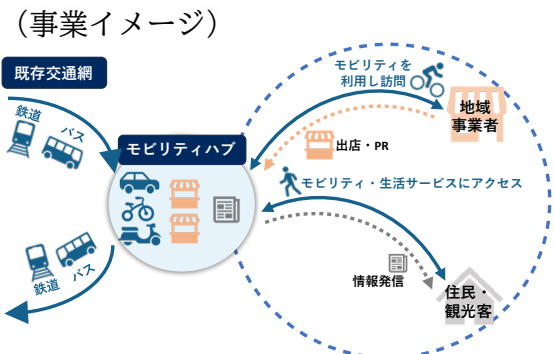 （事業イメージ）
既存交通網
鉄道
バス
モビリティハブ
鉄道
バス
モビリティを
利用し訪問
地域
事業者
出店・PR
モビリティ・生活サービスにアクセス
情報発信
住民・
観光客